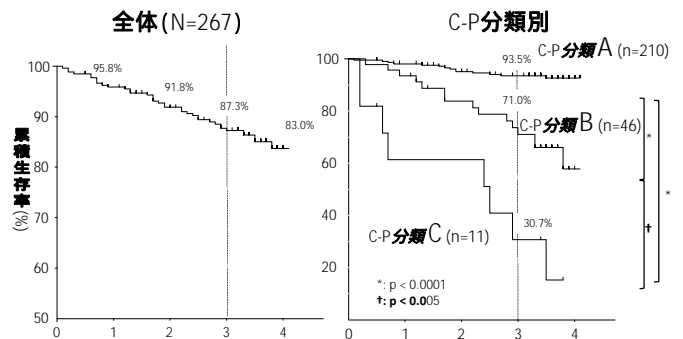 全体(N=267)
100
90
80
70
60
50
累積生存率
(%)
95.8%
91.8%
87.3%
83.0%
0 1 2 3 4
C-P分類別
100
80
60
40
20
C-P分類A (n=210)
93.5%
71.0%
C-P分類B (n=46)
30.7%
C-P分類C (n=11)
*
†
*
*: p < 0.0001
†: p < 0.005
0 1 2 3 4